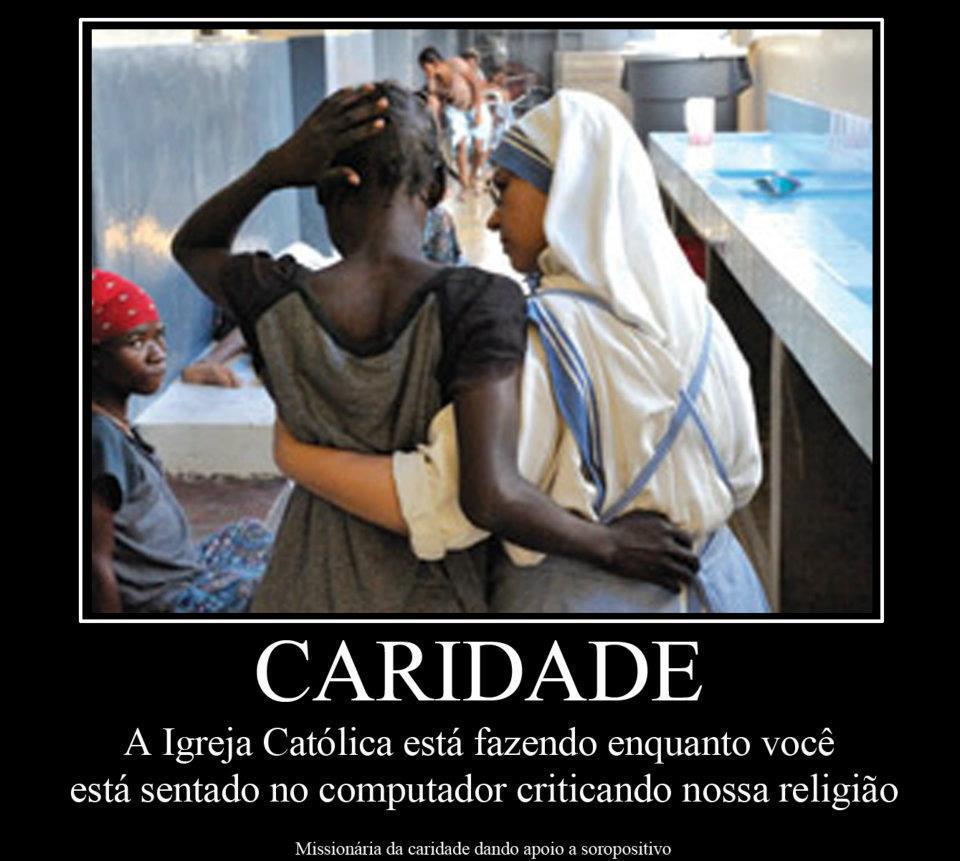 CARIDADE
A Igreja Católica está fazendo enquanto você
está sentado no computador criticando nossa religião
Missionária da caridade dando apoio a soropositivo